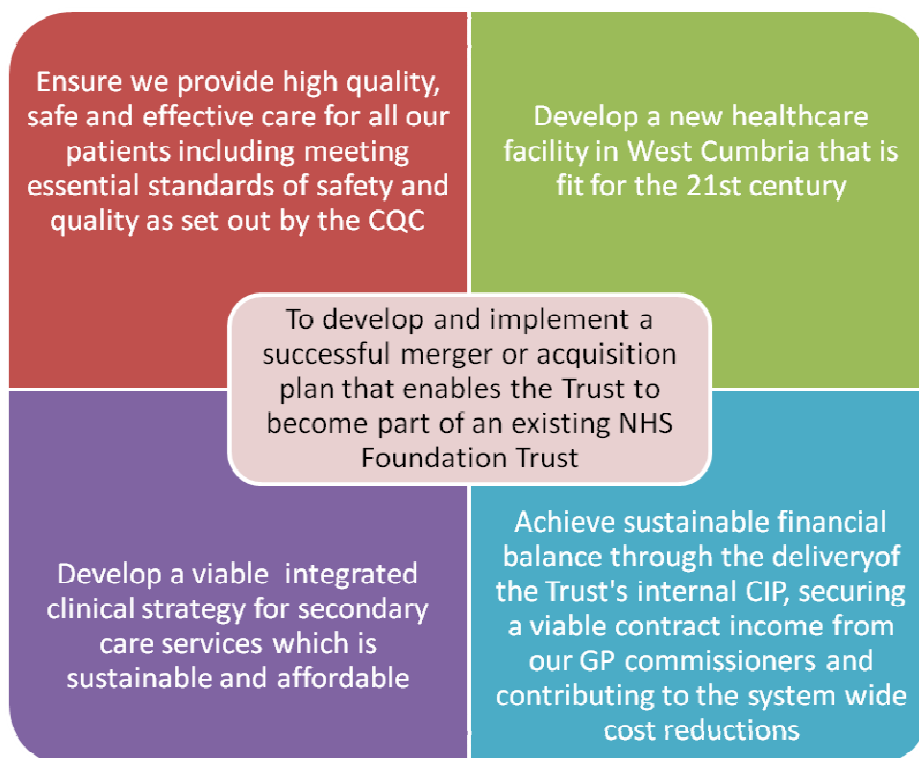 Ensure we provide high quality,
safe and effective care for all our
patients including meeting
essential standards of safety and
quality as set out by the CQC
Develop a new healthcare
facility in West Cumbria that is
fit for the 21st century
To develop and implement a
successful merger or acquisition
plan that enables the Trust to
become part of an existing NHS
Foundation Trust
Develop a viable  integrated
clinical strategy for secondary
care services which is
sustainable and affordable
Achieve sustainable financial
balance through the deliveryof
the Trust's internal CIP, securing
a viable contract income from
our GP commissioners and
contributing to the system wide
cost reductions